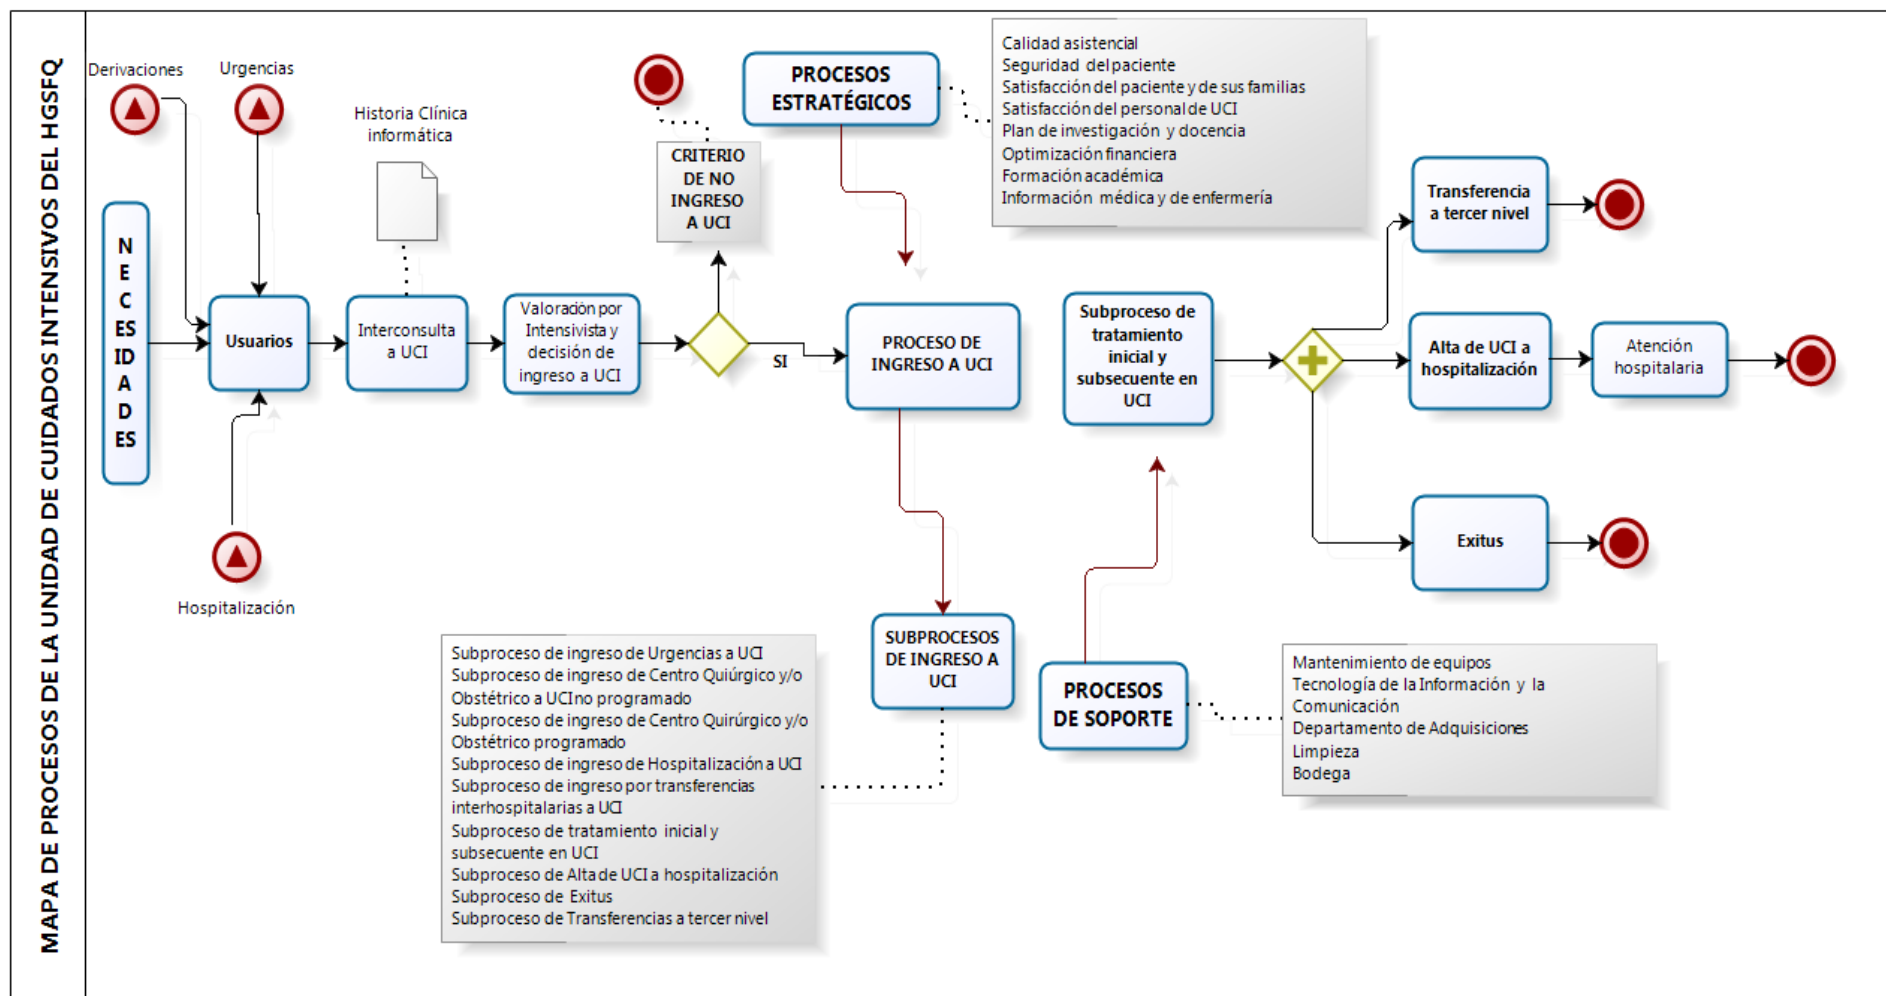 MAPA DE PROCESOS DE LA UNIDAD DE CUIDADOS INTENSIVOS DEL HGSFQ
Derivaciones
Urgencias
Historia Clínica
informática
N
E
C
ES
ID
A
D
ES
Usuarios
Interconsulta
a UCI
Valoración por
Intensivista y
decisión de
ingreso a UCI
Hospitalización
CRITERIO
DE NO
INGRESO
A UCI
SI
PROCESOS
ESTRATÉGICOS
Calidad asistencial
Seguridad del paciente
Satisfacción del paciente y de sus familias
Satisfacción del personal de UCI
Plan de investigación y docencia
Optimización financiera
Formación académica
Información médica y de enfermería
PROCESO DE
INGRESO A UCI
SUBPROCESOS
DE INGRESO A
UCI
Subproceso de ingreso de Urgencias a UCI
Subproceso de ingreso de Centro Quiúrgico y/o
Obstétrico a UCI no programado
Subproceso de ingreso de Centro Quirúrgico y/o
Obstétrico programado
Subproceso de ingreso de Hospitalización a UCI
Subproceso de ingreso por transferencias
interhospitalarias a UCI
Subproceso de tratamiento inicial y
subsecuente en UCI
Subproceso de Alta de UCI a hospitalización
Subproceso de Exitus
Subproceso de Transferencias a tercer nivel
Subproceso de
tratamiento
inicial y
subsecuente en
UCI
PROCESOS
DE SOPORTE
Mantenimiento de equipos
Tecnología de la Información y la
Comunicación
Departamento de Adquisiciones
Limpieza
Bodega
Transferencia
a tercer nivel
Alta de UCI a
hospitalización
Atención
hospitalaria
Exitus